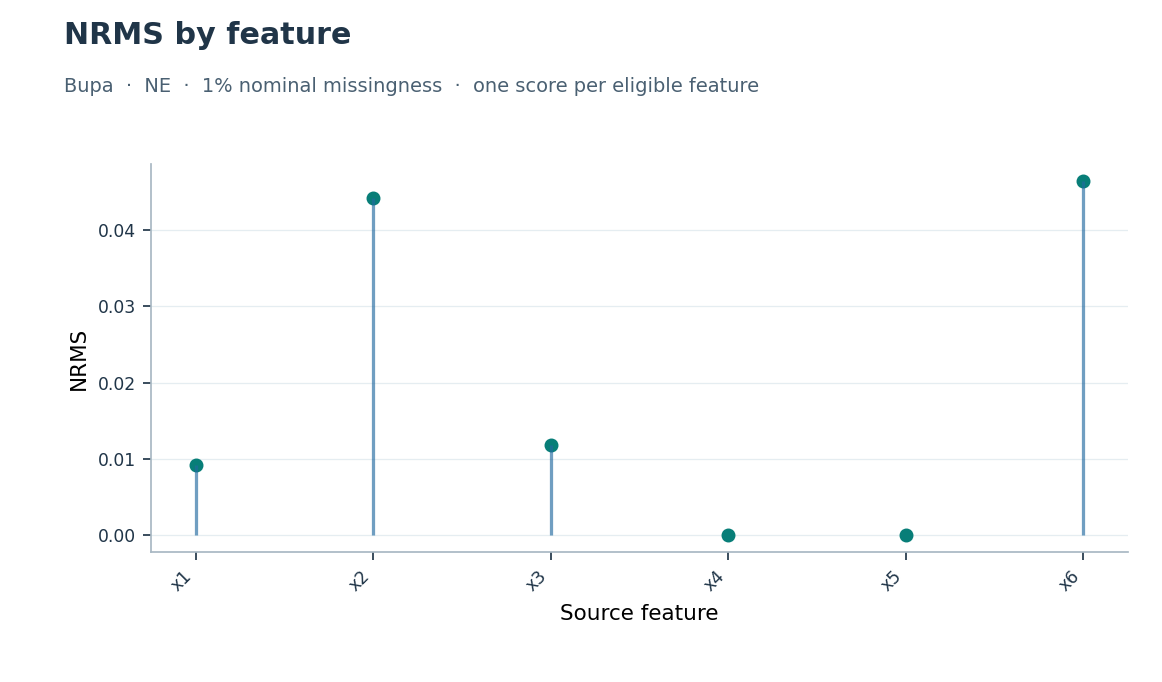 NRMS by feature
Bupa · NE · 1% nominal missingness · one score per eligible feature
0.04
0.03
0.02
0.01
0.00
NRMS
x1 x2 x3 x4 x5 x6
Source feature